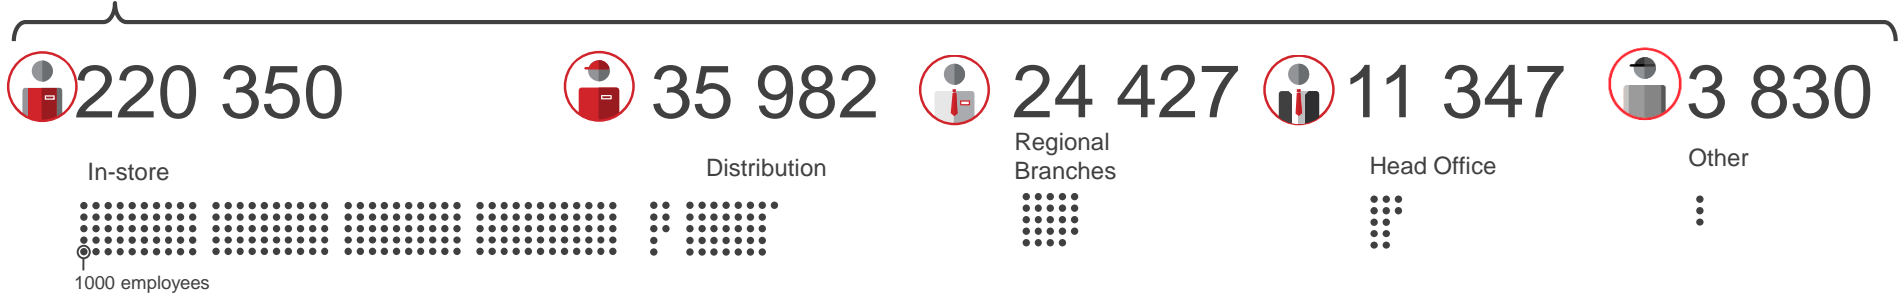 220 350
35 982
24 427
11 347
3 830
In-store
Distribution
Regional
Branches
Head Office
Other
1000 employees